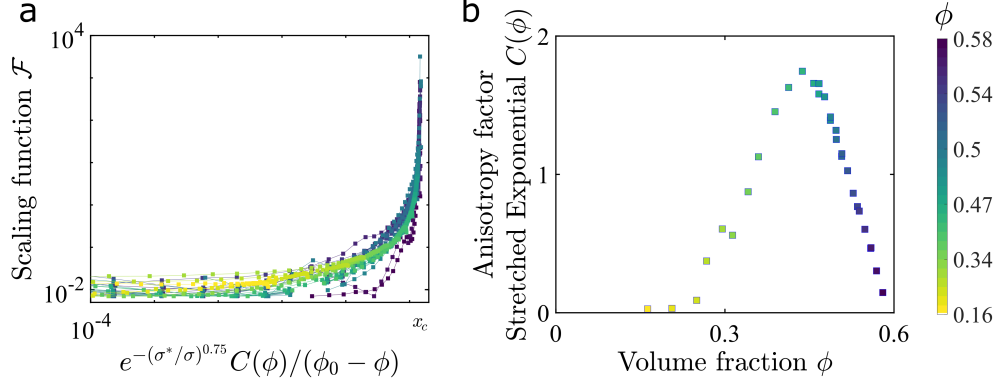 a
10^4
Scaling function ℱ
10^-2
10^-4
x_c
e^{-(σ*/σ)^{0.75}} C(ϕ)/(ϕ_0 − ϕ)
b
2
Anisotropy factor
Stretched Exponential C(ϕ)
1
0
0
0.3
0.6
Volume fraction ϕ
ϕ
0.58
0.54
0.5
0.47
0.34
0.16